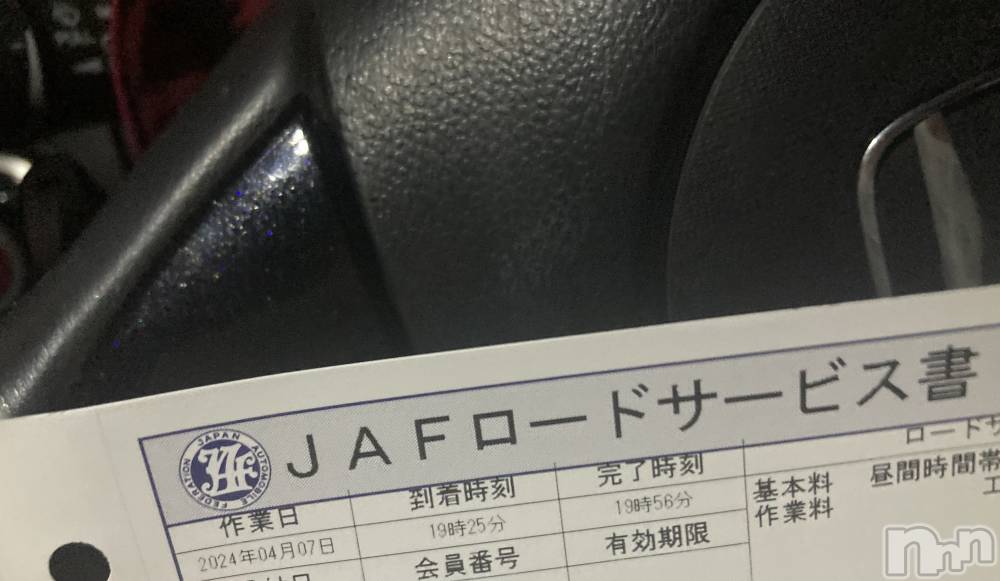 JAFロードサービス書
JAPAN AUTOMOBILE FEDERATION
JAF
作業日 到着時刻 完了時刻
2024年04月07日 19時25分 19時56分
会員番号 有効期限
ロードサ
基本料 昼間時間帯
作業料
nnn